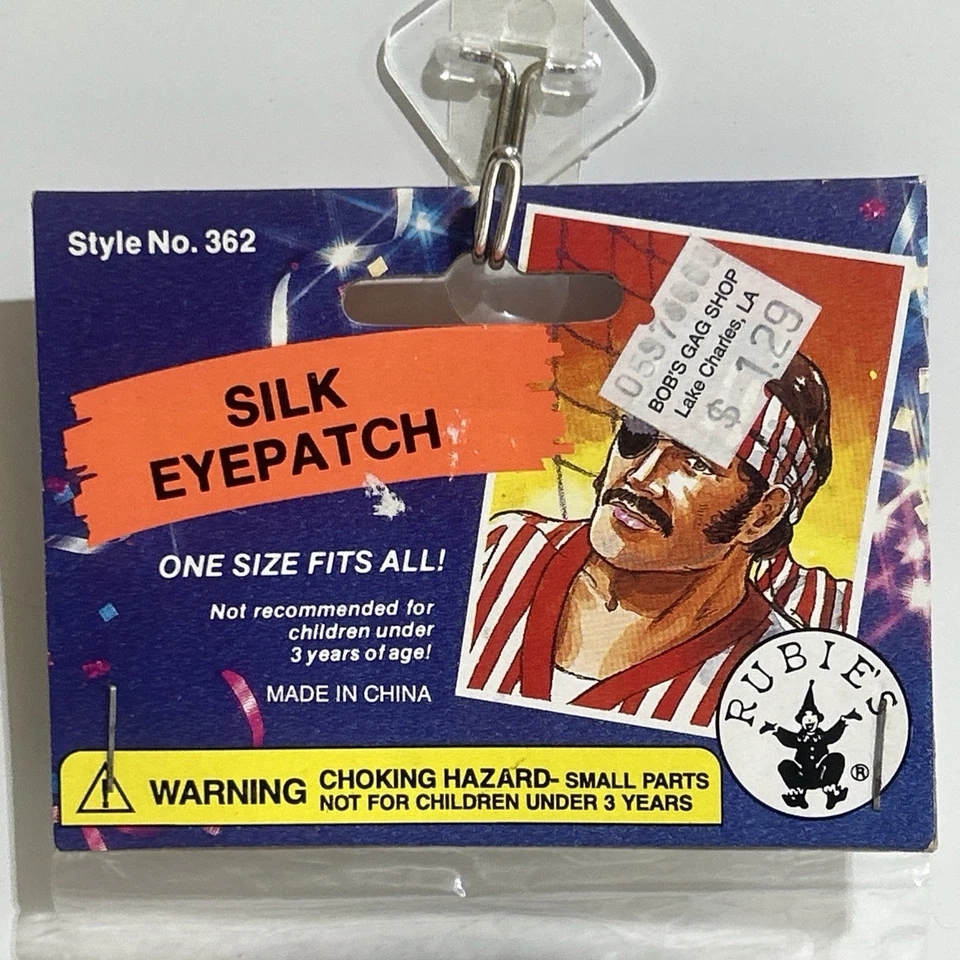 Style No. 362
BOB'S GAG SHOP
Lake Charles, LA
$ 1.29
SILK
EYEPATCH
ONE SIZE FITS ALL!
Not recommended for
children under
3 years of age!
MADE IN CHINA
RUBIE'S
®
WARNING
CHOKING HAZARD- SMALL PARTS
NOT FOR CHILDREN UNDER 3 YEARS